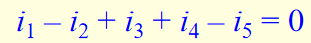 i₁ – i₂ + i₃ + i₄ – i₅ = 0